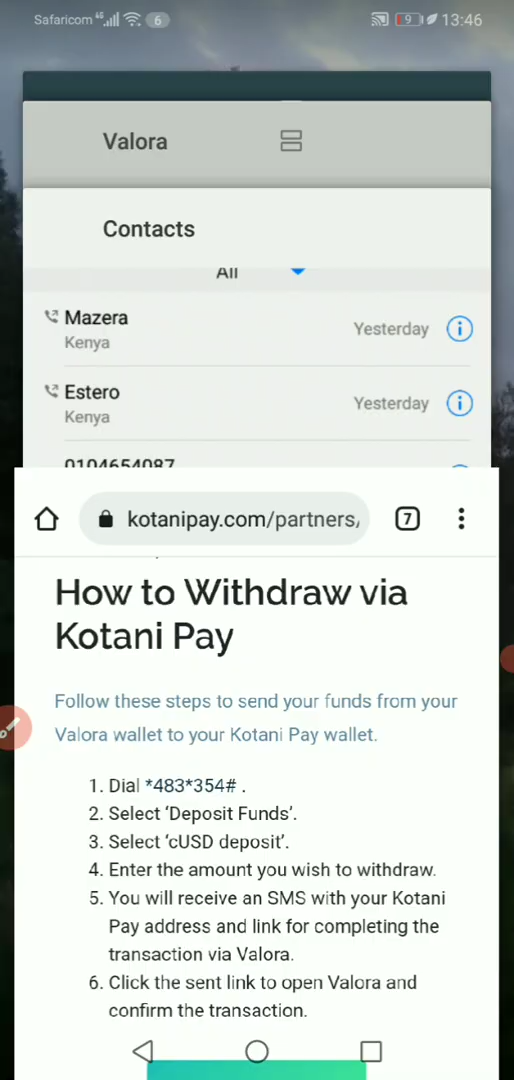 Safaricom 4G 6 9 13:46
Valora
Contacts
All
Mazera
Kenya
Yesterday
Estero
Kenya
Yesterday
0104654087
kotanipay.com/partners/
7
How to Withdraw via
Kotani Pay
Follow these steps to send your funds from your
Valora wallet to your Kotani Pay wallet.
1. Dial *483*354# .
2. Select ‘Deposit Funds’.
3. Select ‘cUSD deposit’.
4. Enter the amount you wish to withdraw.
5. You will receive an SMS with your Kotani
Pay address and link for completing the
transaction via Valora.
6. Click the sent link to open Valora and
confirm the transaction.